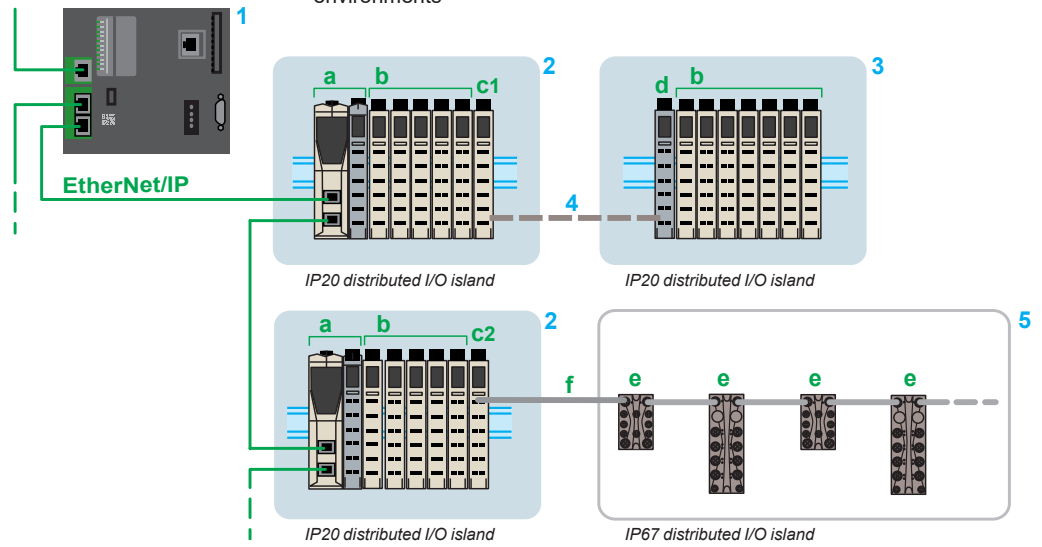 environments
1
2
3
a
b
c1
d
b
EtherNet/IP
4
IP20 distributed I/O island
IP20 distributed I/O island
2
5
a
b
c2
f
e
e
e
e
IP20 distributed I/O island
IP67 distributed I/O island